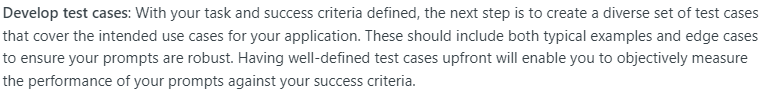 Develop test cases: With your task and success criteria defined, the next step is to create a diverse set of test cases
that cover the intended use cases for your application. These should include both typical examples and edge cases
to ensure your prompts are robust. Having well-defined test cases upfront will enable you to objectively measure
the performance of your prompts against your success criteria.